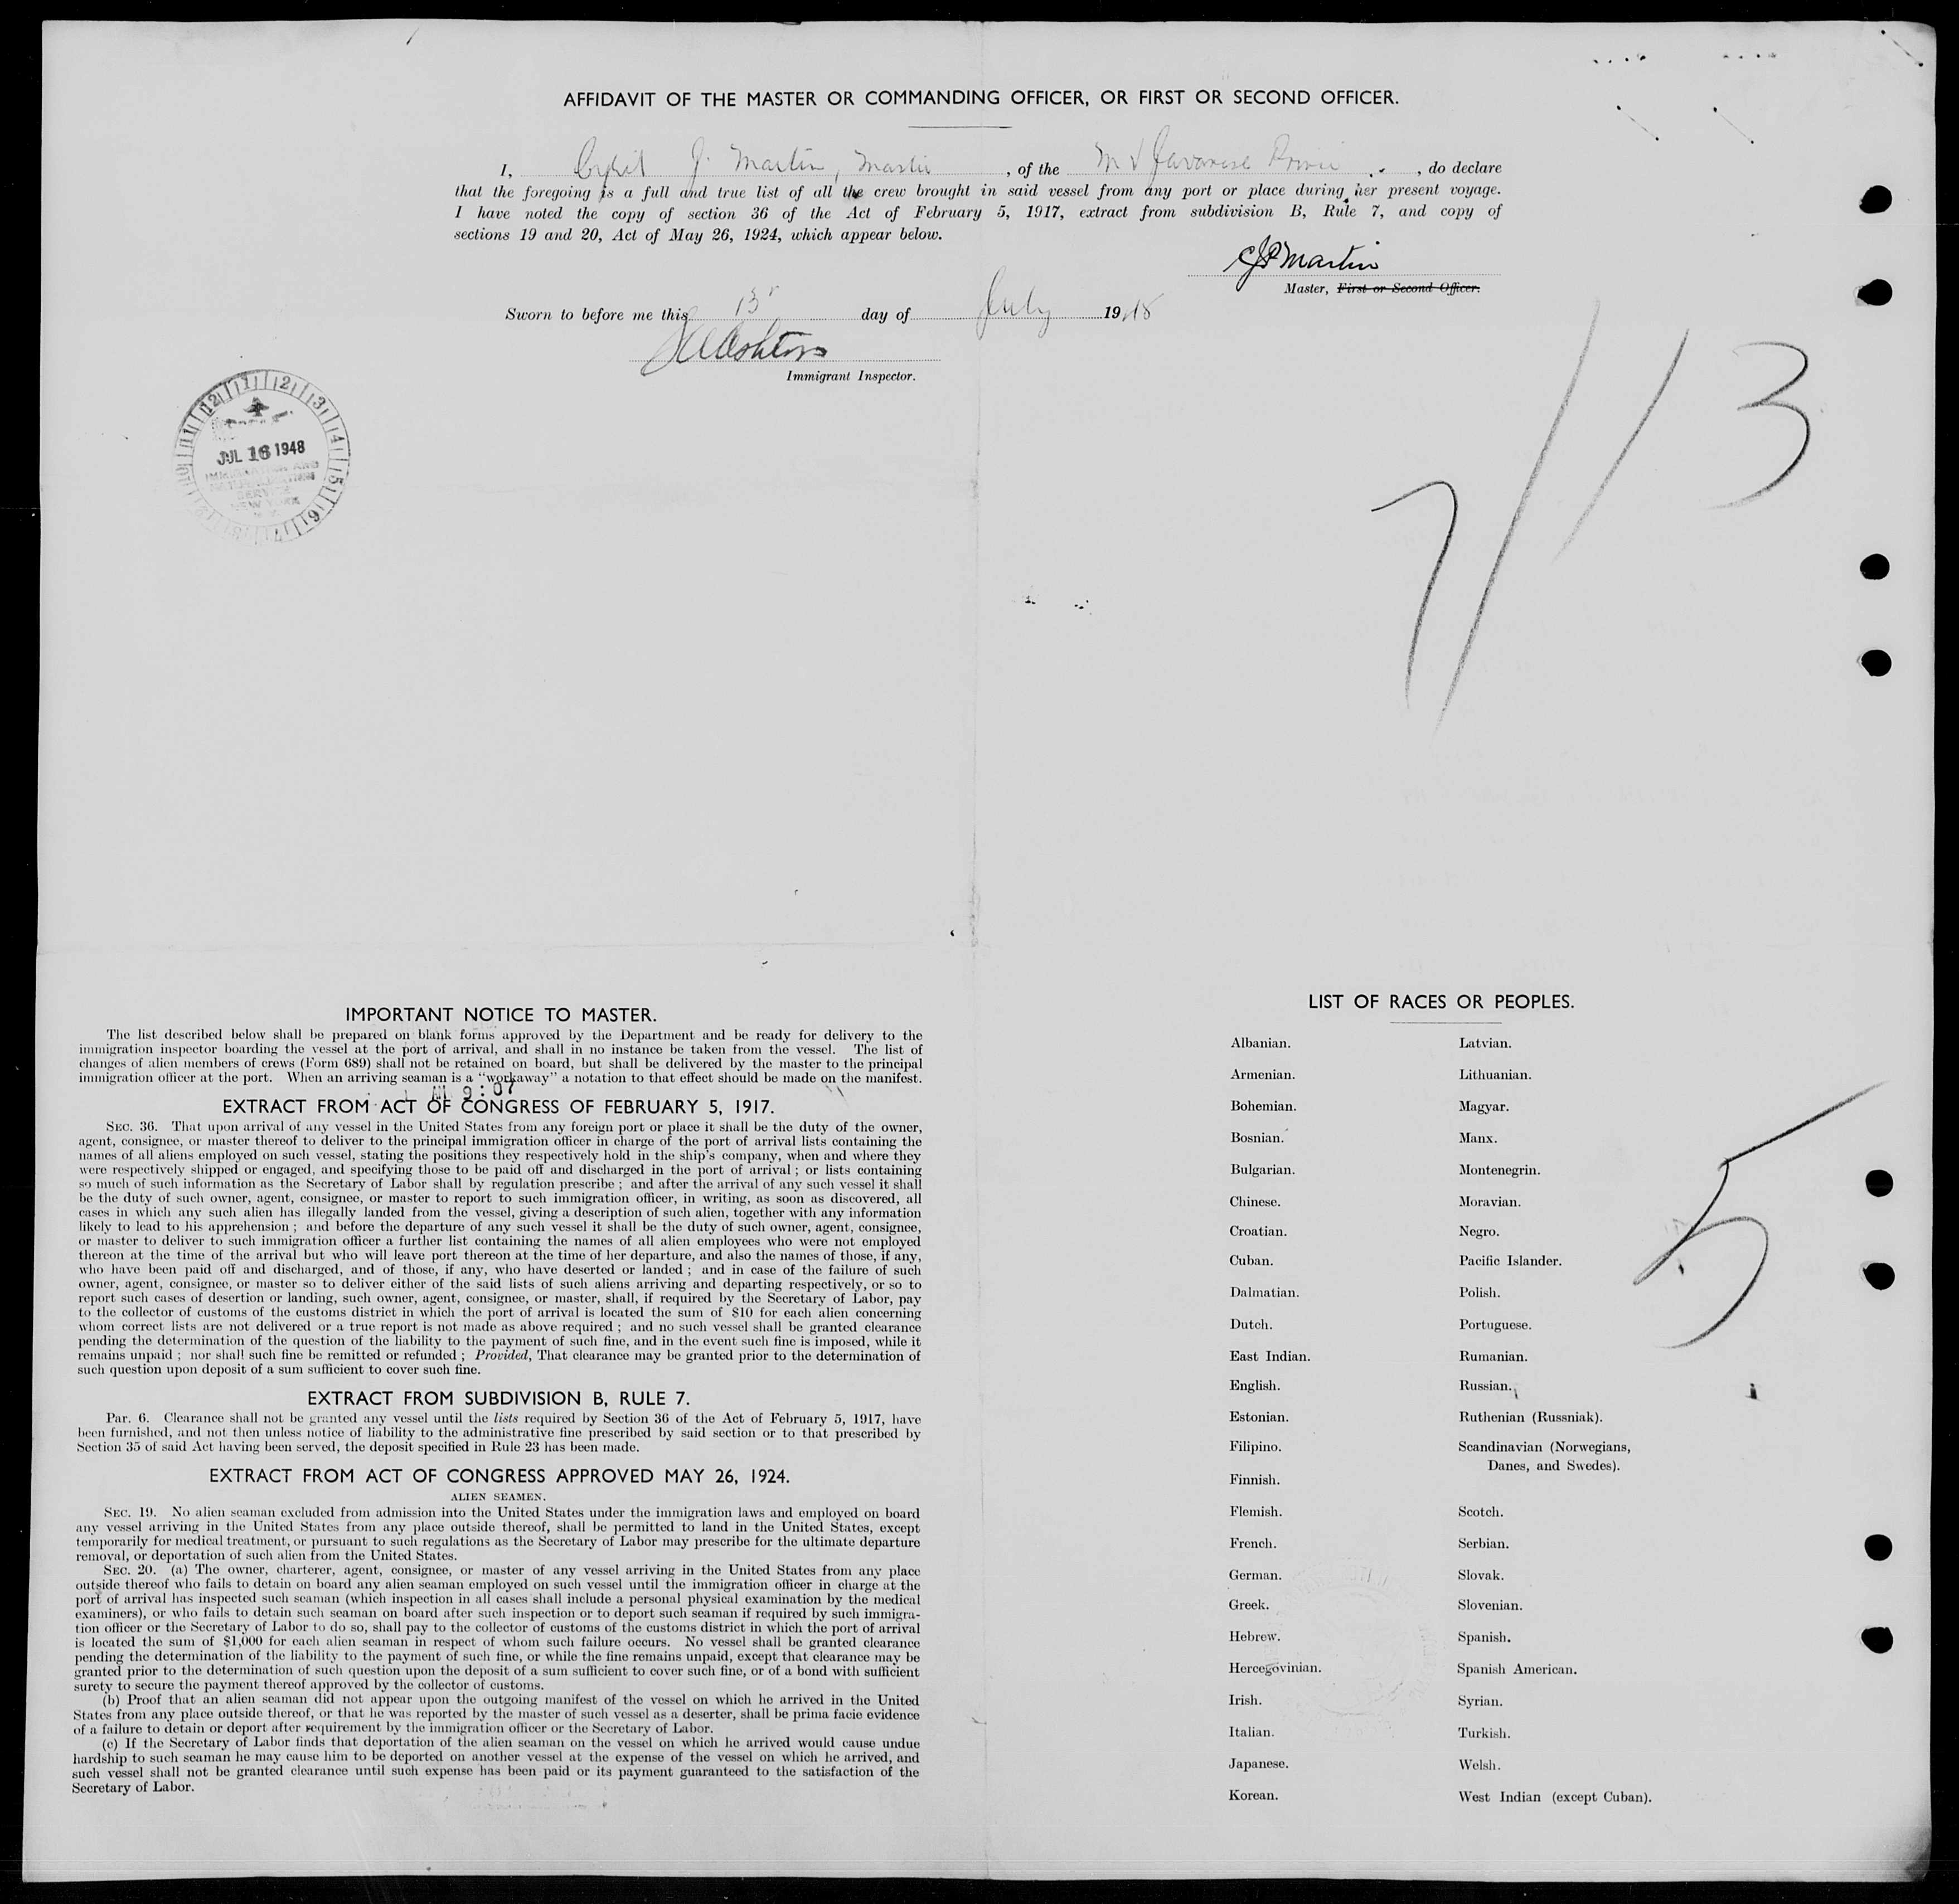 AFFIDAVIT OF THE MASTER OR COMMANDING OFFICER, OR FIRST OR SECOND OFFICER.
I, Cyril J. Martin, Master, of the M V Javanese Prince, do declare
that the foregoing is a full and true list of all the crew brought in said vessel from any port or place during her present voyage.
I have noted the copy of section 36 of the Act of February 5, 1917, extract from subdivision B, Rule 7, and copy of
sections 19 and 20, Act of May 26, 1924, which appear below.
CJMartin
Master, First or Second Officer.
Sworn to before me this 13 day of July 1948
Ashton
Immigrant Inspector.
JUL 16 1948
IMMIGRATION AND
NATURALIZATION
SERVICE
NEW YORK
N.Y.
7/13
IMPORTANT NOTICE TO MASTER.
The list described below shall be prepared on blank forms approved by the Department and be ready for delivery to the
immigration inspector boarding the vessel at the port of arrival, and shall in no instance be taken from the vessel. The list of
changes of alien members of crews (Form 689) shall not be retained on board, but shall be delivered by the master to the principal
immigration officer at the port. When an arriving seaman is a "workaway" a notation to that effect should be made on the manifest.
AM 9:07
EXTRACT FROM ACT OF CONGRESS OF FEBRUARY 5, 1917.
SEC. 36. That upon arrival of any vessel in the United States from any foreign port or place it shall be the duty of the owner,
agent, consignee, or master thereof to deliver to the principal immigration officer in charge of the port of arrival lists containing the
names of all aliens employed on such vessel, stating the positions they respectively hold in the ship's company, when and where they
were respectively shipped or engaged, and specifying those to be paid off and discharged in the port of arrival; or lists containing
so much of such information as the Secretary of Labor shall by regulation prescribe; and after the arrival of any such vessel it shall
be the duty of such owner, agent, consignee, or master to report to such immigration officer, in writing, as soon as discovered, all
cases in which any such alien has illegally landed from the vessel, giving a description of such alien, together with any information
likely to lead to his apprehension; and before the departure of any such vessel it shall be the duty of such owner, agent, consignee,
or master to deliver to such immigration officer a further list containing the names of all alien employees who were not employed
thereon at the time of the arrival but who will leave port thereon at the time of her departure, and also the names of those, if any,
who have been paid off and discharged, and of those, if any, who have deserted or landed; and in case of the failure of such
owner, agent, consignee, or master so to deliver either of the said lists of such aliens arriving and departing respectively, or so to
report such cases of desertion or landing, such owner, agent, consignee, or master, shall, if required by the Secretary of Labor, pay
to the collector of customs of the customs district in which the port of arrival is located the sum of $10 for each alien concerning
whom correct lists are not delivered or a true report is not made as above required; and no such vessel shall be granted clearance
pending the determination of the question of the liability to the payment of such fine, and in the event such fine is imposed, while it
remains unpaid; nor shall such fine be remitted or refunded; Provided, That clearance may be granted prior to the determination of
such question upon deposit of a sum sufficient to cover such fine.
EXTRACT FROM SUBDIVISION B, RULE 7.
Par. 6. Clearance shall not be granted any vessel until the lists required by Section 36 of the Act of February 5, 1917, have
been furnished, and not then unless notice of liability to the administrative fine prescribed by said section or to that prescribed by
Section 35 of said Act having been served, the deposit specified in Rule 23 has been made.
EXTRACT FROM ACT OF CONGRESS APPROVED MAY 26, 1924.
ALIEN SEAMEN.
SEC. 19. No alien seaman excluded from admission into the United States under the immigration laws and employed on board
any vessel arriving in the United States from any place outside thereof, shall be permitted to land in the United States, except
temporarily for medical treatment, or pursuant to such regulations as the Secretary of Labor may prescribe for the ultimate departure
removal, or deportation of such alien from the United States.
SEC. 20. (a) The owner, charterer, agent, consignee, or master of any vessel arriving in the United States from any place
outside thereof who fails to detain on board any alien seaman employed on such vessel until the immigration officer in charge at the
port of arrival has inspected such seaman (which inspection in all cases shall include a personal physical examination by the medical
examiners), or who fails to detain such seaman on board after such inspection or to deport such seaman if required by such immigra-
tion officer or the Secretary of Labor to do so, shall pay to the collector of customs of the customs district in which the port of arrival
is located the sum of $1,000 for each alien seaman in respect of whom such failure occurs. No vessel shall be granted clearance
pending the determination of the liability to the payment of such fine, or while the fine remains unpaid, except that clearance may be
granted prior to the determination of such question upon the deposit of a sum sufficient to cover such fine, or of a bond with sufficient
surety to secure the payment thereof approved by the collector of customs.
(b) Proof that an alien seaman did not appear upon the outgoing manifest of the vessel on which he arrived in the United
States from any place outside thereof, or that he was reported by the master of such vessel as a deserter, shall be prima facie evidence
of a failure to detain or deport after requirement by the immigration officer or the Secretary of Labor.
(c) If the Secretary of Labor finds that deportation of the alien seaman on the vessel on which he arrived would cause undue
hardship to such seaman he may cause him to be deported on another vessel at the expense of the vessel on which he arrived, and
such vessel shall not be granted clearance until such expense has been paid or its payment guaranteed to the satisfaction of the
Secretary of Labor.
LIST OF RACES OR PEOPLES.
Albanian. Latvian.
Armenian. Lithuanian.
Bohemian. Magyar.
Bosnian. Manx.
Bulgarian. Montenegrin.
Chinese. Moravian.
Croatian. Negro.
Cuban. Pacific Islander.
Dalmatian. Polish.
Dutch. Portuguese.
East Indian. Rumanian.
English. Russian.
Estonian. Ruthenian (Russniak).
Filipino. Scandinavian (Norwegians,
Danes, and Swedes).
Finnish.
Flemish. Scotch.
French. Serbian.
German. Slovak.
Greek. Slovenian.
Hebrew. Spanish.
Hercegovinian. Spanish American.
Irish. Syrian.
Italian. Turkish.
Japanese. Welsh.
Korean. West Indian (except Cuban).
5